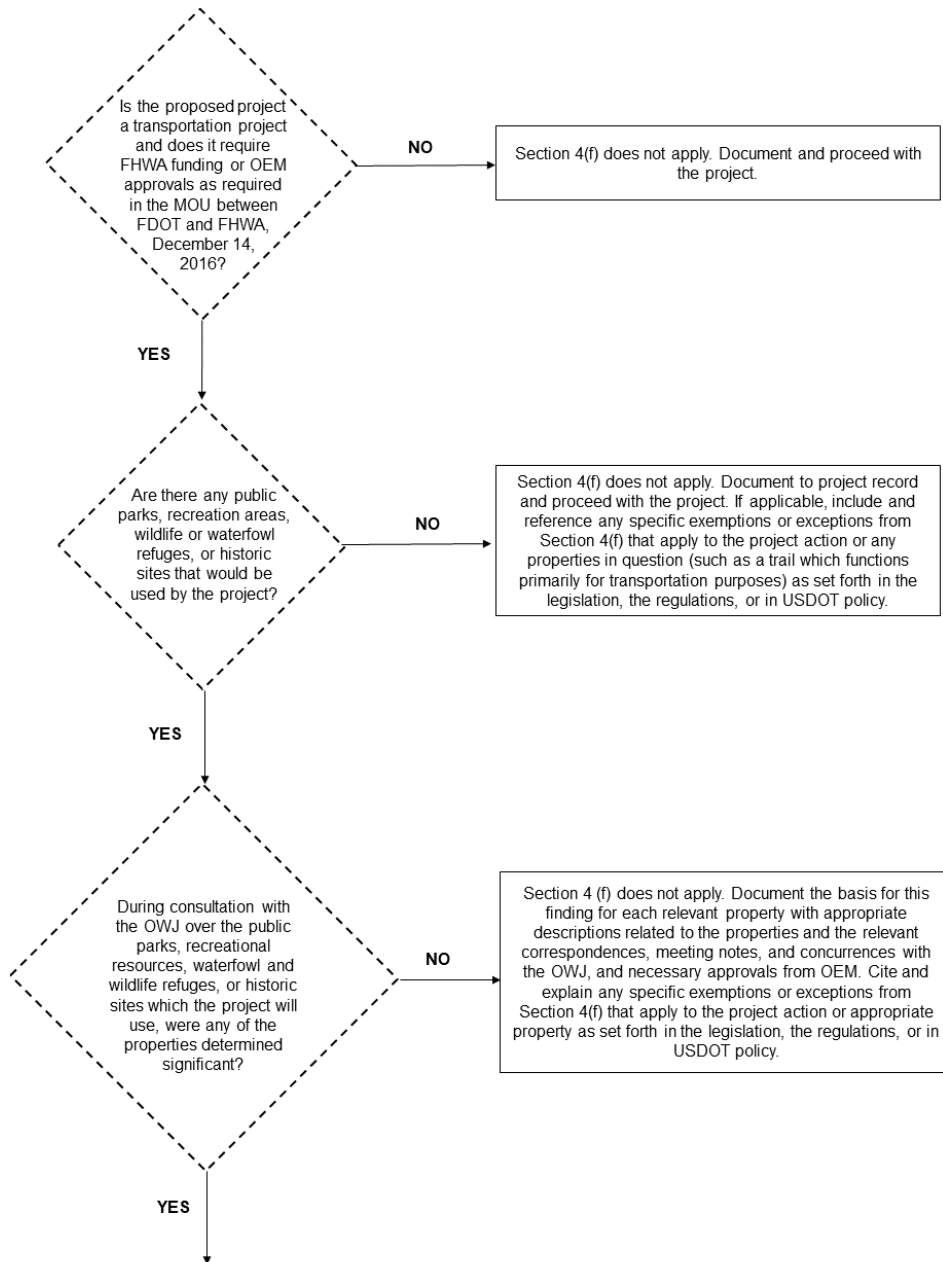 Is the proposed project
a transportation project
and does it require
FHWA funding or OEM
approvals as required
in the MOU between
FDOT and FHWA,
December 14,
2016?
NO
Section 4(f) does not apply. Document and proceed with
the project.
YES
Are there any public
parks, recreation areas,
wildlife or waterfowl
refuges, or historic
sites that would be
used by the project?
NO
Section 4(f) does not apply. Document to project record
and proceed with the project. If applicable, include and
reference any specific exemptions or exceptions from
Section 4(f) that apply to the project action or any
properties in question (such as a trail which functions
primarily for transportation purposes) as set forth in the
legislation, the regulations, or in USDOT policy.
YES
During consultation with
the OWJ over the public
parks, recreational
resources, waterfowl and
wildlife refuges, or historic
sites which the project will
use, were any of the
properties determined
significant?
NO
Section 4 (f) does not apply. Document the basis for this
finding for each relevant property with appropriate
descriptions related to the properties and the relevant
correspondences, meeting notes, and concurrences with
the OWJ, and necessary approvals from OEM. Cite and
explain any specific exemptions or exceptions from
Section 4(f) that apply to the project action or appropriate
property as set forth in the legislation, the regulations, or in
USDOT policy.
YES